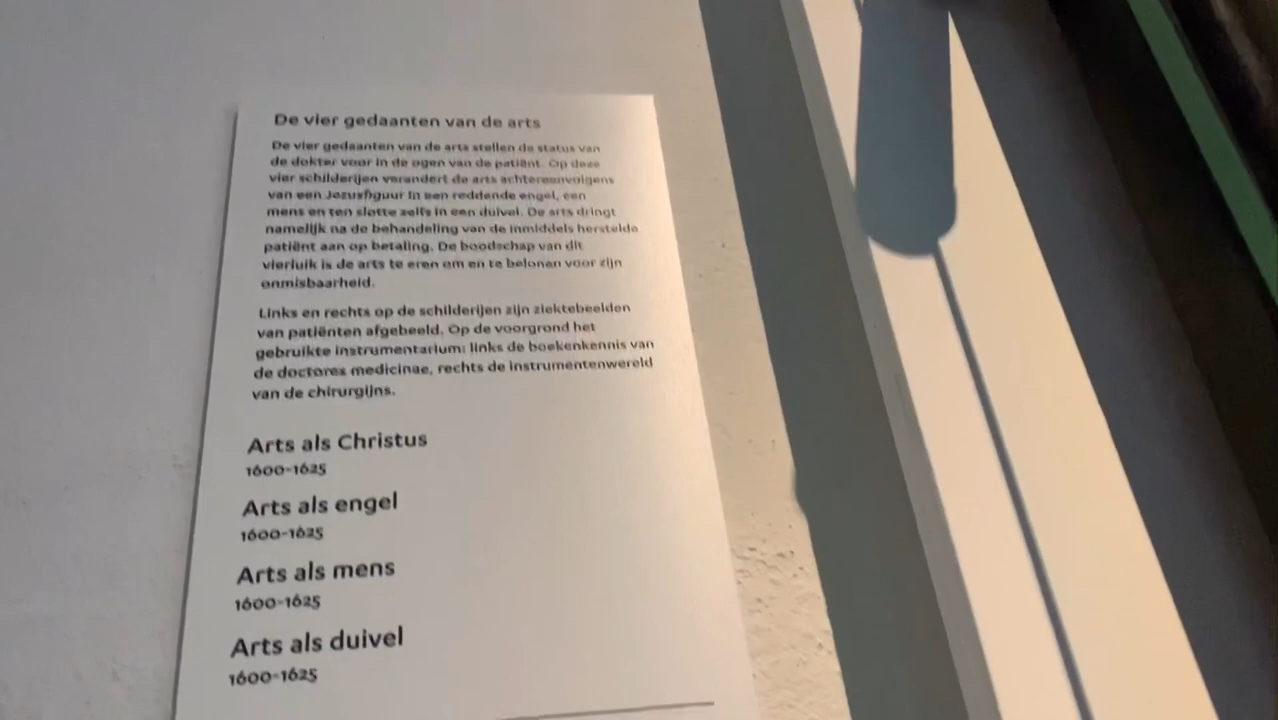 De vier gedaanten van de arts
De vier gedaanten van de arts stellen de status van
de dokter voor in de ogen van de patiënt. Op deze
vier schilderijen verandert de arts achtereenvolgens
van een Jezusfiguur in een reddende engel, een
mens en ten slotte zelfs in een duivel. De arts dringt
namelijk na de behandeling van de inmiddels herstelde
patiënt aan op betaling. De boodschap van dit
vierluik is de arts te eren om en te belonen voor zijn
onmisbaarheid.
Links en rechts op de schilderijen zijn ziektebeelden
van patiënten afgebeeld. Op de voorgrond het
gebruikte instrumentarium: links de boekenkennis van
de doctores medicinae, rechts de instrumentenwereld
van de chirurgijns.
Arts als Christus
1600-1625
Arts als engel
1600-1625
Arts als mens
1600-1625
Arts als duivel
1600-1625